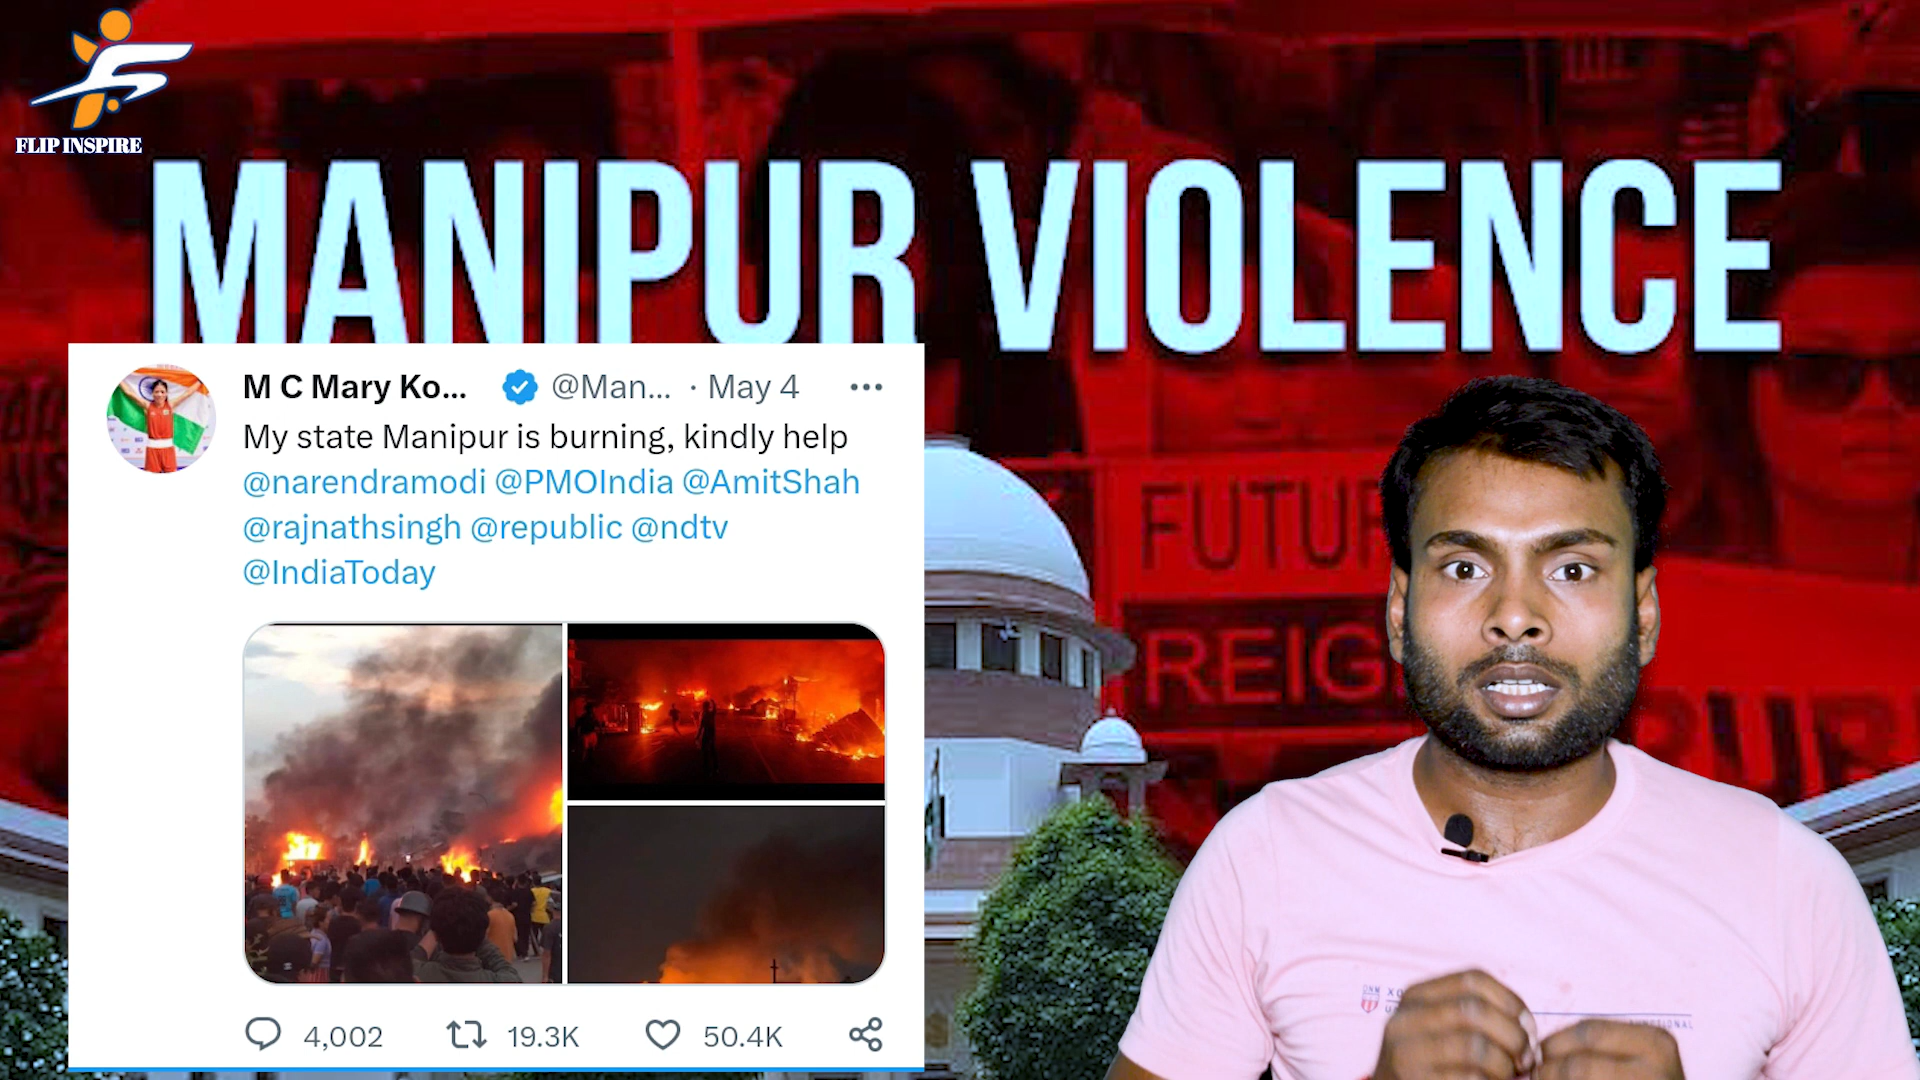 FLIP INSPIRE
MANIPUR VIOLENCE
M C Mary Ko... @Man... · May 4
My state Manipur is burning, kindly help
@narendramodi @PMOIndia @AmitShah
@rajnathsingh @republic @ndtv
@IndiaToday
4,002 19.3K 50.4K
FUTUR
REIG